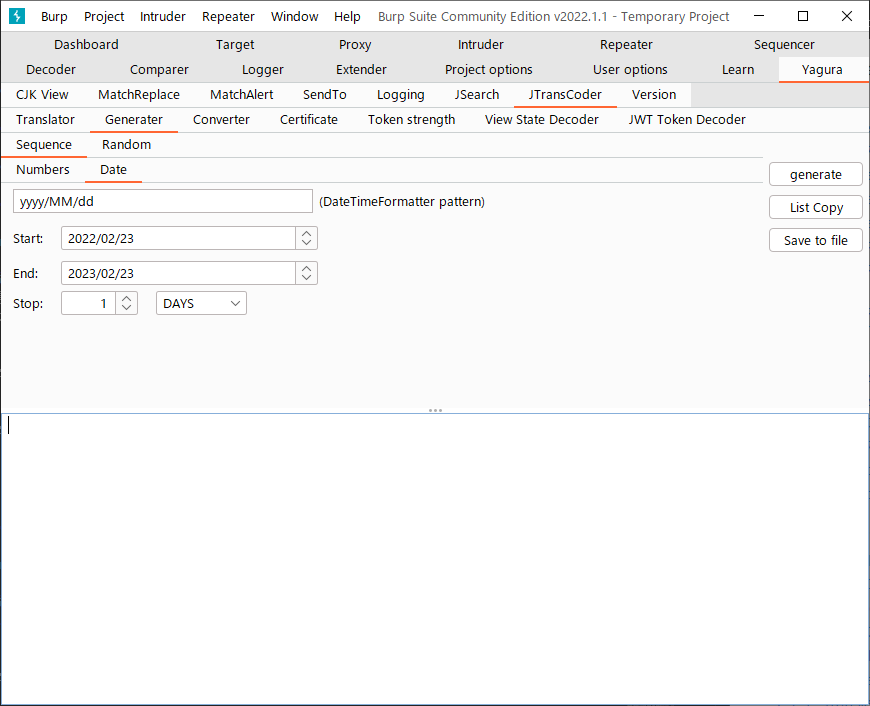 Burp Project Intruder Repeater Window Help Burp Suite Community Edition v2022.1.1 - Temporary Project
Dashboard Target Proxy Intruder Repeater Sequencer
Decoder Comparer Logger Extender Project options User options Learn Yagura
CJK View MatchReplace MatchAlert SendTo Logging JSearch JTransCoder Version
Translator Generater Converter Certificate Token strength View State Decoder JWT Token Decoder
Sequence Random
Numbers Date
generate
yyyy/MM/dd (DateTimeFormatter pattern)
List Copy
Start: 2022/02/23
Save to file
End: 2023/02/23
Stop: 1 DAYS